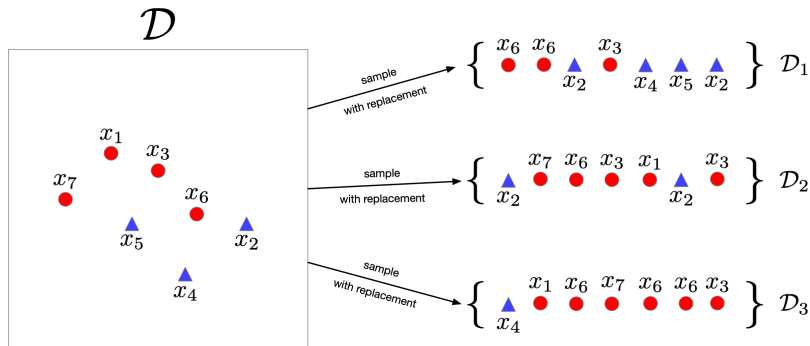 𝒟
x₁
x₃
x₇
x₆
x₅
x₂
x₄
sample
with replacement
{ x₆ x₆ x₂ x₃ x₄ x₅ x₂ } 𝒟₁
sample
with replacement
{ x₂ x₇ x₆ x₃ x₁ x₂ x₃ } 𝒟₂
sample
with replacement
{ x₄ x₁ x₆ x₇ x₆ x₆ x₃ } 𝒟₃